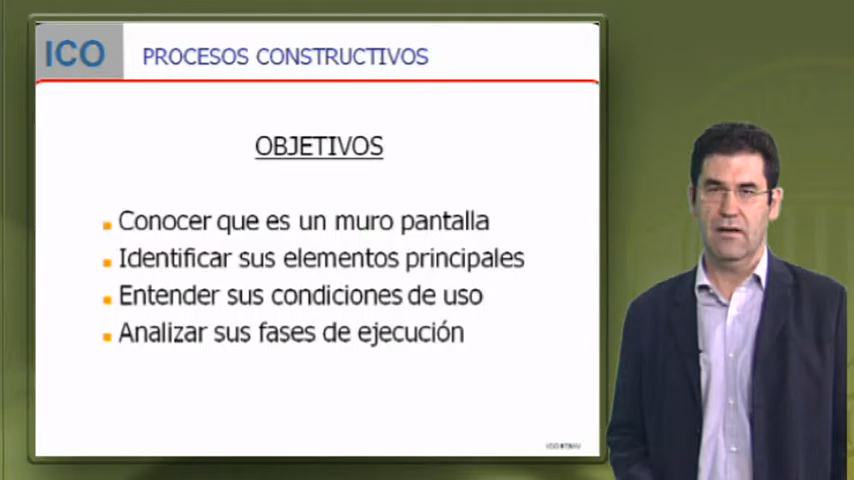 ICO
PROCESOS CONSTRUCTIVOS
OBJETIVOS
Conocer que es un muro pantalla
Identificar sus elementos principales
Entender sus condiciones de uso
Analizar sus fases de ejecución